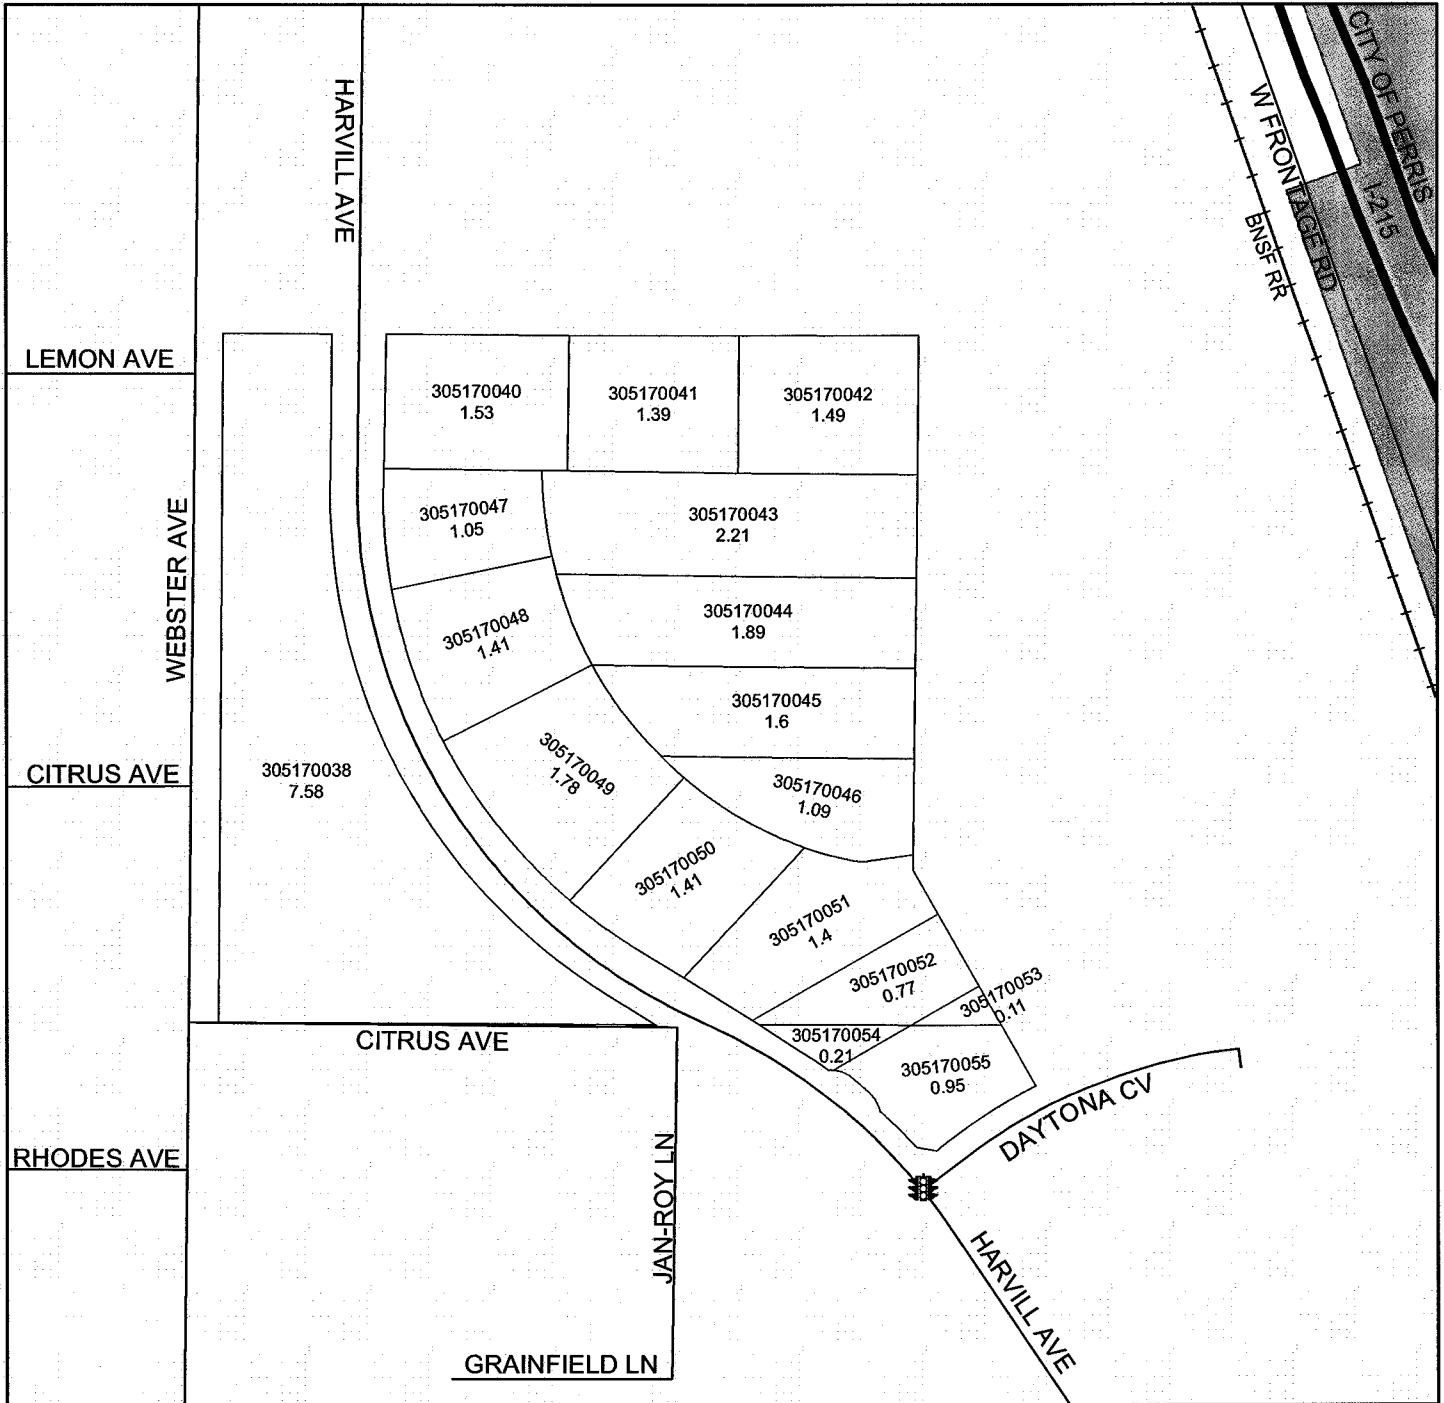 HARVILL AVE
CITY OF PERRIS
W FRONTAGE RD
I-215
BNSF RR
LEMON AVE
305170040
1.53
305170041
1.39
305170042
1.49
WEBSTER AVE
305170047
1.05
305170043
2.21
305170048
1.41
305170044
1.89
305170045
1.6
CITRUS AVE
305170038
7.58
305170049
1.78
305170046
1.09
305170050
1.41
305170051
1.4
305170052
0.77
305170053
0.11
CITRUS AVE
305170054
0.21
305170055
0.95
DAYTONA CV
RHODES AVE
JAN-ROY LN
HARVILL AVE
GRAINFIELD LN